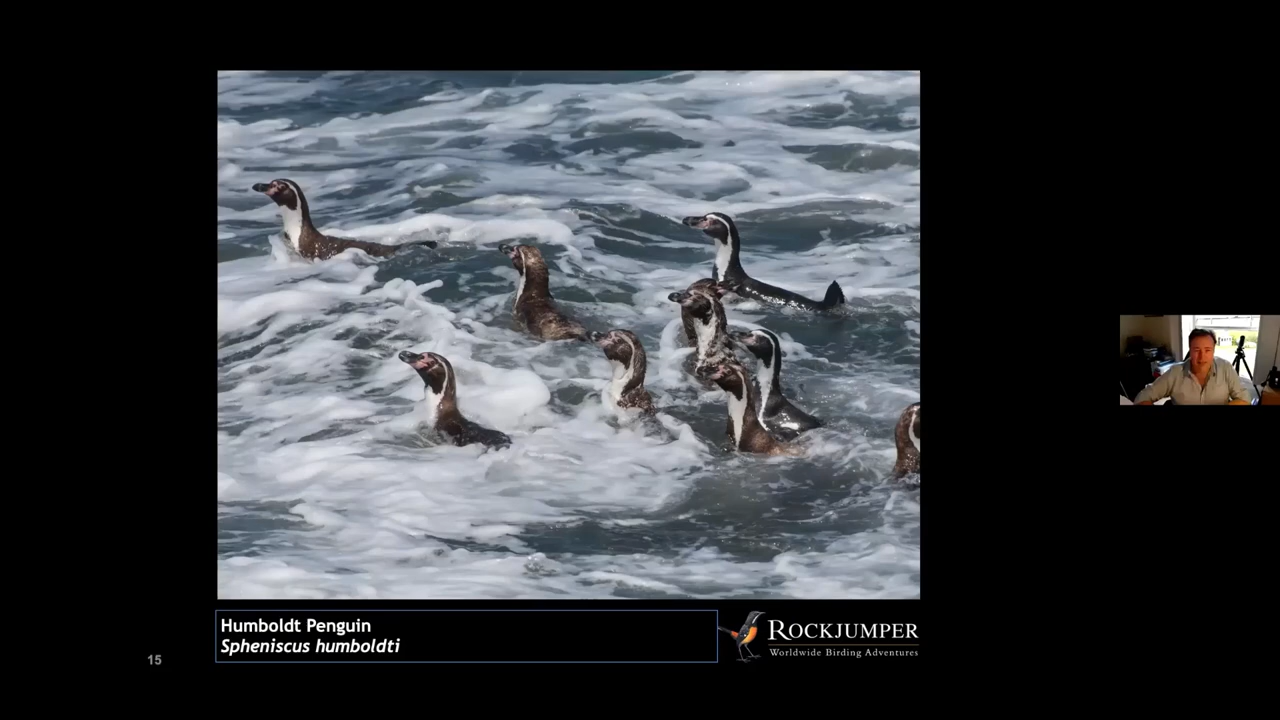 Humboldt Penguin
Spheniscus humboldti
ROCKJUMPER
Worldwide Birding Adventures
15